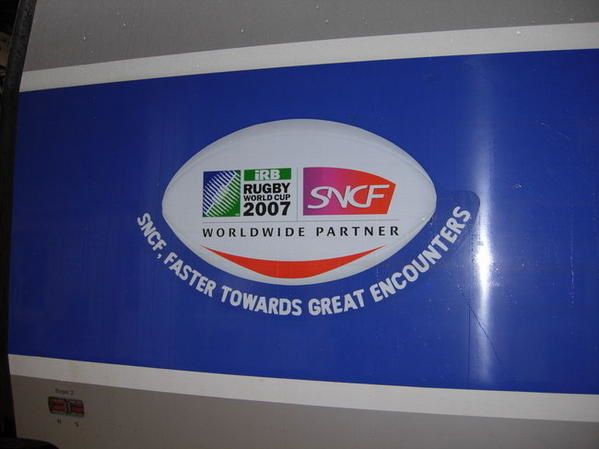 iRB
RUGBY
WORLD CUP
2007
SNCF
WORLDWIDE PARTNER
SNCF, FASTER TOWARDS GREAT ENCOUNTERS